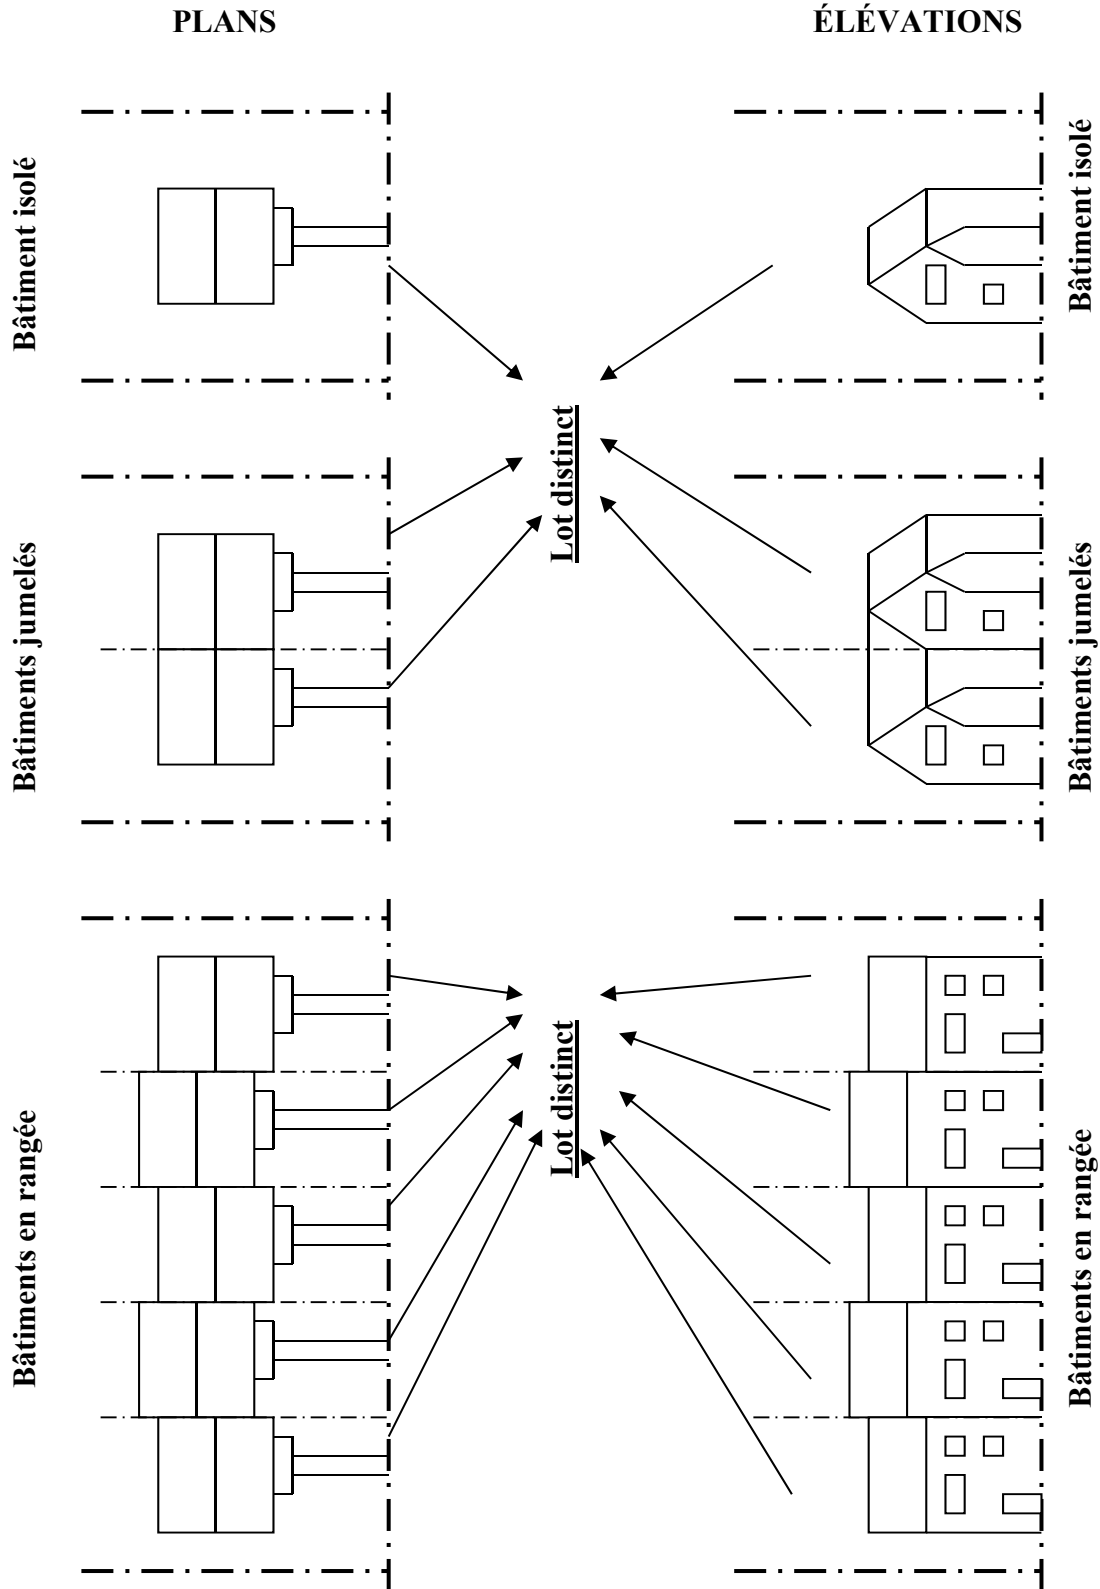 PLANS
ÉLÉVATIONS
Bâtiment isolé
Bâtiment isolé
Lot distinct
Bâtiments jumelés
Bâtiments jumelés
Lot distinct
Bâtiments en rangée
Bâtiments en rangée